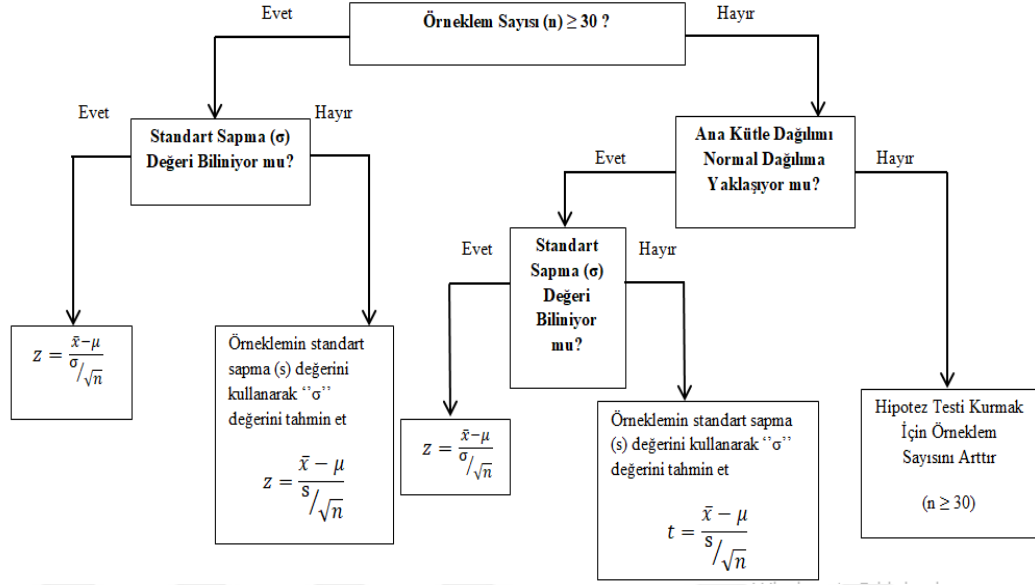 Evet
Örneklem Sayısı (n) ≥ 30 ?
Hayır
Evet
Hayır
Standart Sapma (σ)
Değeri Biliniyor mu?
Ana Kütle Dağılımı
Normal Dağılıma
Yaklaşıyor mu?
Evet
Hayır
Standart
Sapma (σ)
Değeri
Biliniyor
mu?
Evet
Hayır
z = x̄−μ / σ/√n
Örneklemin standart
sapma (s) değerini
kullanarak ‘‘σ’’
değerini tahmin et
z = x̄ − μ / s/√n
z = x̄−μ / σ/√n
Örneklemin standart sapma
(s) değerini kullanarak ‘‘σ’’
değerini tahmin et
t = x̄ − μ / s/√n
Hipotez Testi Kurmak
İçin Örneklem
Sayısını Arttır
(n ≥ 30)